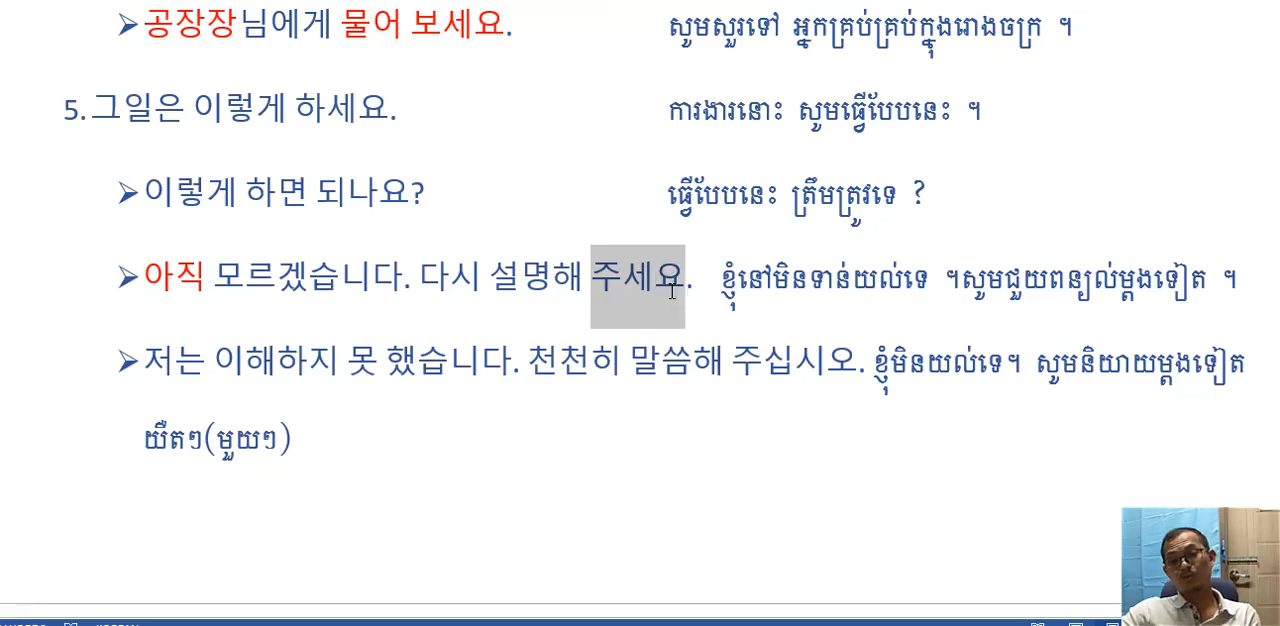 ➢공장장님에게 물어 보세요. សូមសួរទៅ អ្នកគ្រប់គ្រប់ក្នុងរោងចក្រ ។
5. 그일은 이렇게 하세요. ការងារនោះ សូមធ្វើបែបនេះ ។
➢이렇게 하면 되나요? ធ្វើបែបនេះ ត្រឹមត្រូវទេ ?
➢아직 모르겠습니다. 다시 설명해 주세요. ខ្ញុំនៅមិនទាន់យល់ទេ ។សូមជួយពន្យល់ម្តងទៀត ។
➢저는 이해하지 못 했습니다. 천천히 말씀해 주십시오. ខ្ញុំមិនយល់ទេ។ សូមនិយាយម្តងទៀត
យឺតៗ(មួយៗ)